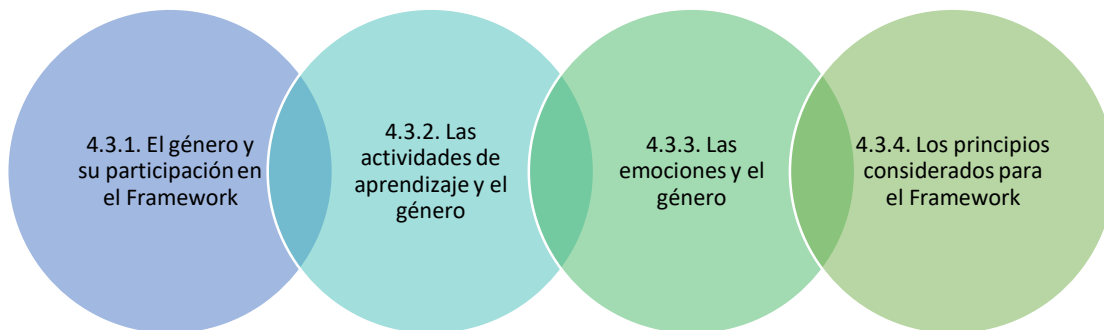 4.3.1. El género y
su participación en
el Framework
4.3.2. Las
actividades de
aprendizaje y el
género
4.3.3. Las
emociones y el
género
4.3.4. Los principios
considerados para
el Framework